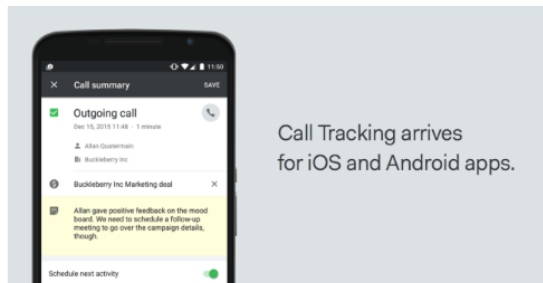 11:50
Call summary
SAVE
Outgoing call
Dec 15, 2015 11:48 · 1 minute
Allan Quatermain
Buckleberry Inc
Buckleberry Inc Marketing deal
Allan gave positive feedback on the mood
board. We need to schedule a follow-up
meeting to go over the campaign details,
though.
Schedule next activity
Call Tracking arrives
for iOS and Android apps.